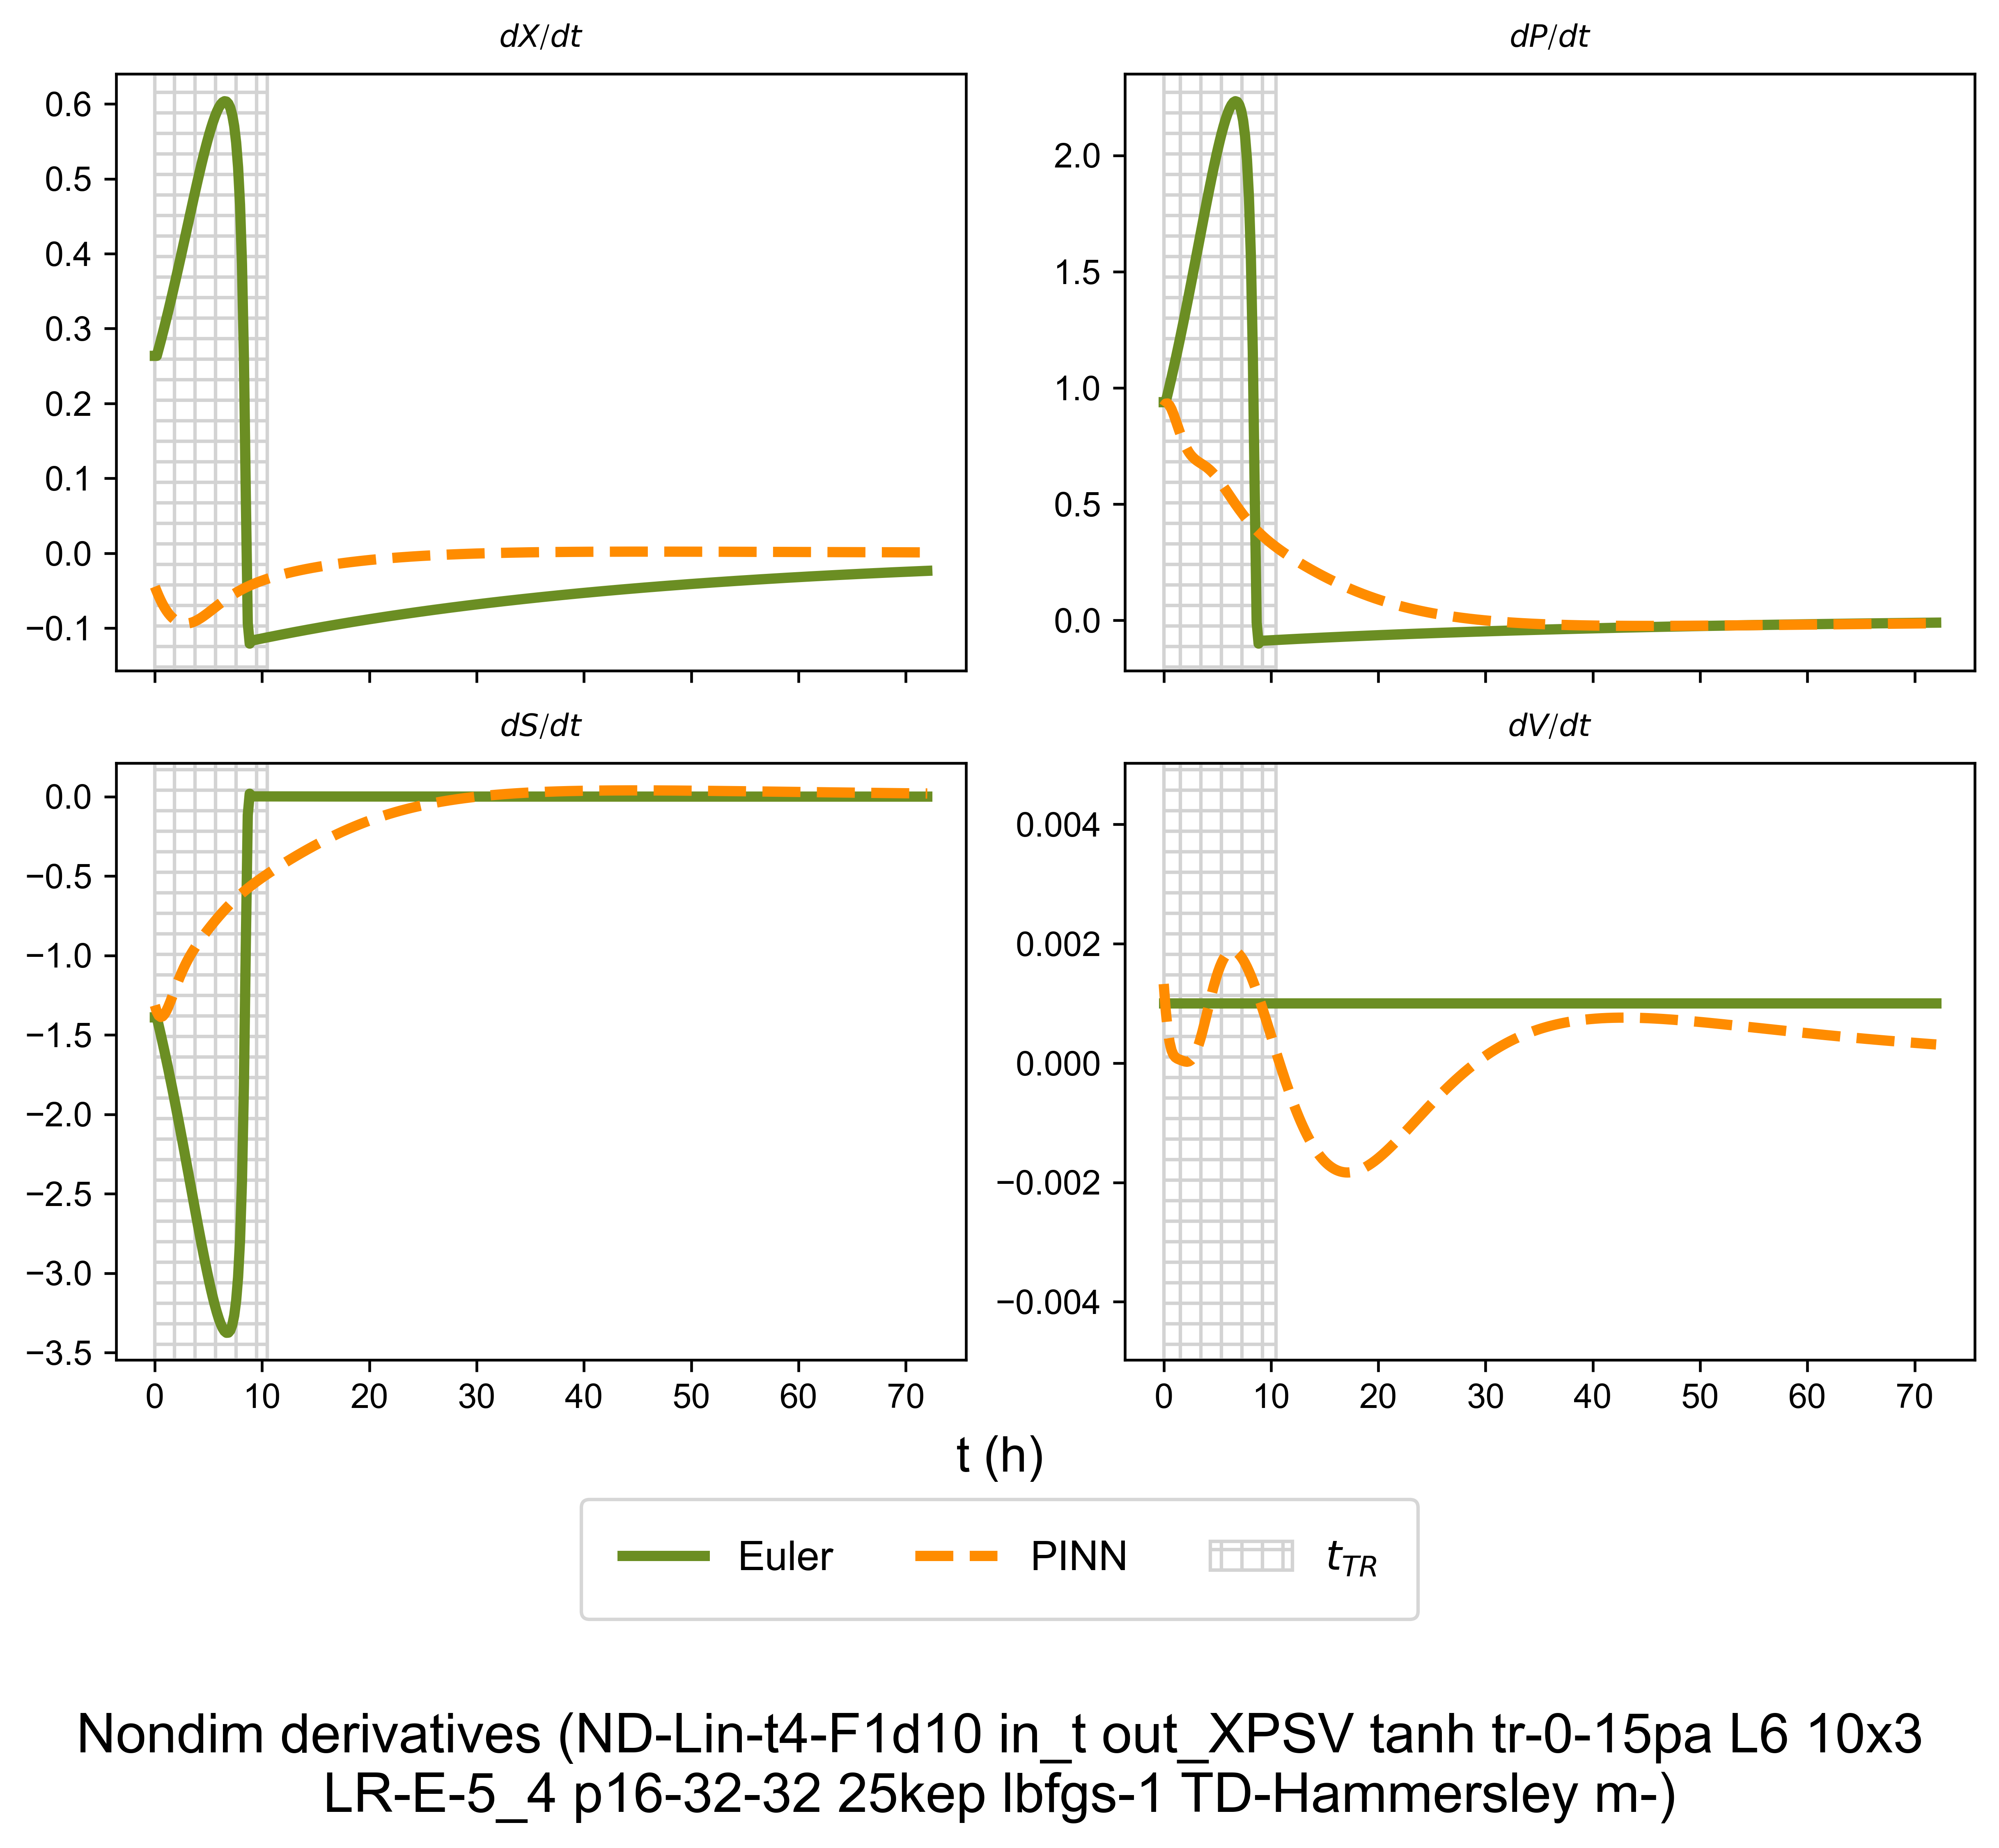 dX/dt
dP/dt
0.6
0.5
0.4
0.3
0.2
0.1
0.0
−0.1
2.0
1.5
1.0
0.5
0.0
dS/dt
dV/dt
0.0
−0.5
−1.0
−1.5
−2.0
−2.5
−3.0
−3.5
0 10 20 30 40 50 60 70
0.004
0.002
0.000
−0.002
−0.004
0 10 20 30 40 50 60 70
t (h)
Euler PINN t_TR
Nondim derivatives (ND-Lin-t4-F1d10 in_t out_XPSV tanh tr-0-15pa L6 10x3
LR-E-5_4 p16-32-32 25kep lbfgs-1 TD-Hammersley m-)